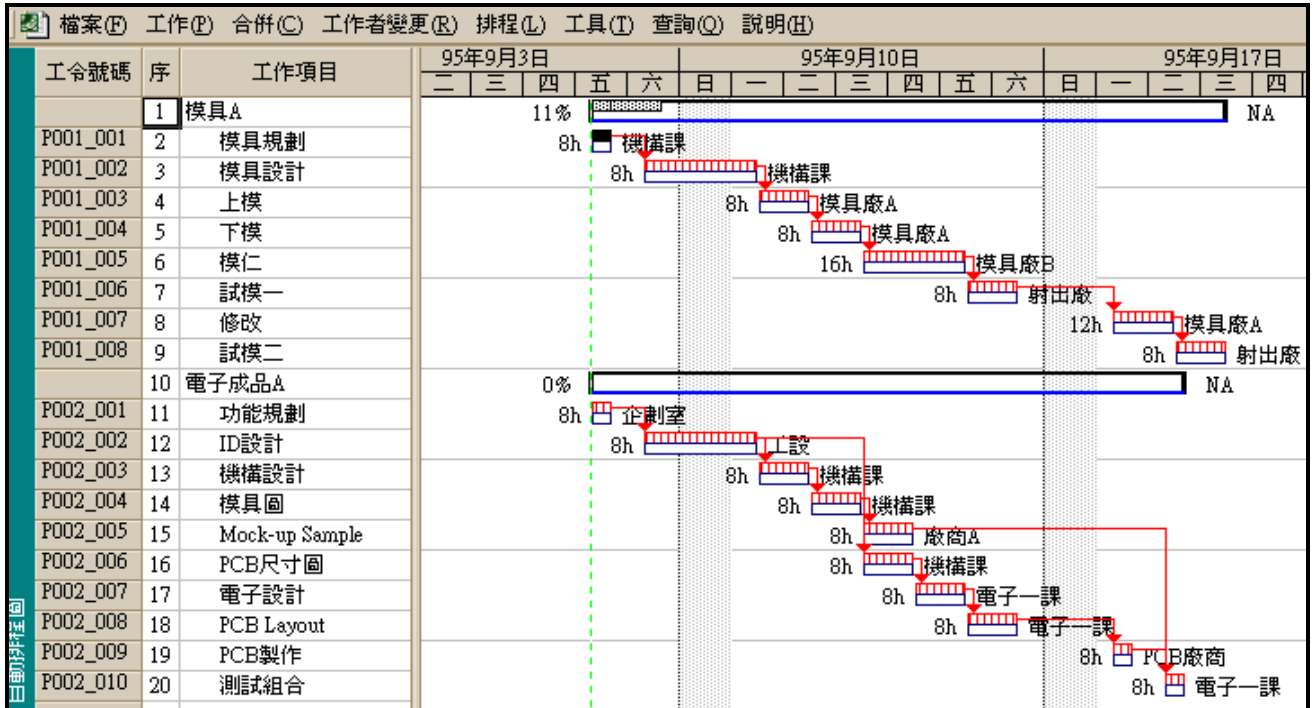 檔案(F) 工作(P) 合併(C) 工作者變更(R) 排程(L) 工具(T) 查詢(Q) 說明(H)
工令號碼 序 工作項目 95年9月3日 95年9月10日 95年9月17日
二 三 四 五 六 日 一 二 三 四 五 六 日 一 二 三 四
1 模具A 11% NA
P001_001 2 模具規劃 8h 機構課
P001_002 3 模具設計 8h 機構課
P001_003 4 上模 8h 模具廠A
P001_004 5 下模 8h 模具廠A
P001_005 6 模仁 16h 模具廠B
P001_006 7 試模一 8h 射出廠
P001_007 8 修改 12h 模具廠A
P001_008 9 試模二 8h 射出廠
10 電子成品A 0% NA
P002_001 11 功能規劃 8h 企劃室
P002_002 12 ID設計 8h 工設
P002_003 13 機構設計 8h 機構課
P002_004 14 模具圖 8h 機構課
P002_005 15 Mock-up Sample 8h 廠商A
P002_006 16 PCB尺寸圖 8h 機構課
P002_007 17 電子設計 8h 電子一課
P002_008 18 PCB Layout 8h 電子一課
P002_009 19 PCB製作 8h PCB廠商
P002_010 20 測試組合 8h 電子一課
自動排程圖